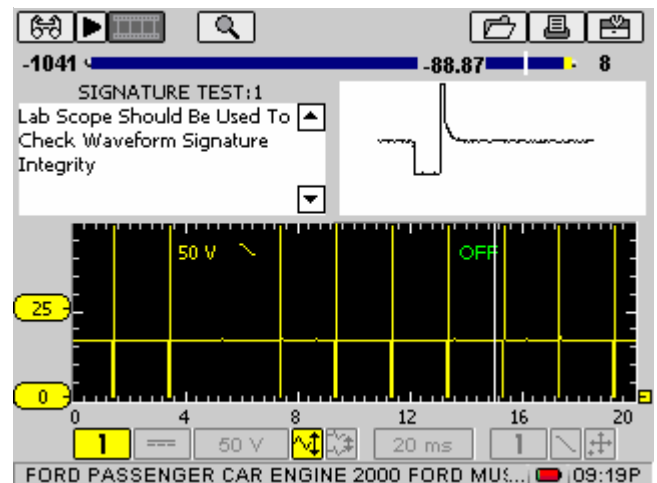 -1041
-88.87
8
SIGNATURE TEST:1
Lab Scope Should Be Used To
Check Waveform Signature
Integrity
50 V
OFF
25
0
0 4 8 12 16 20
1 50 V 20 ms 1
FORD PASSENGER CAR ENGINE 2000 FORD MUS... 09:19P